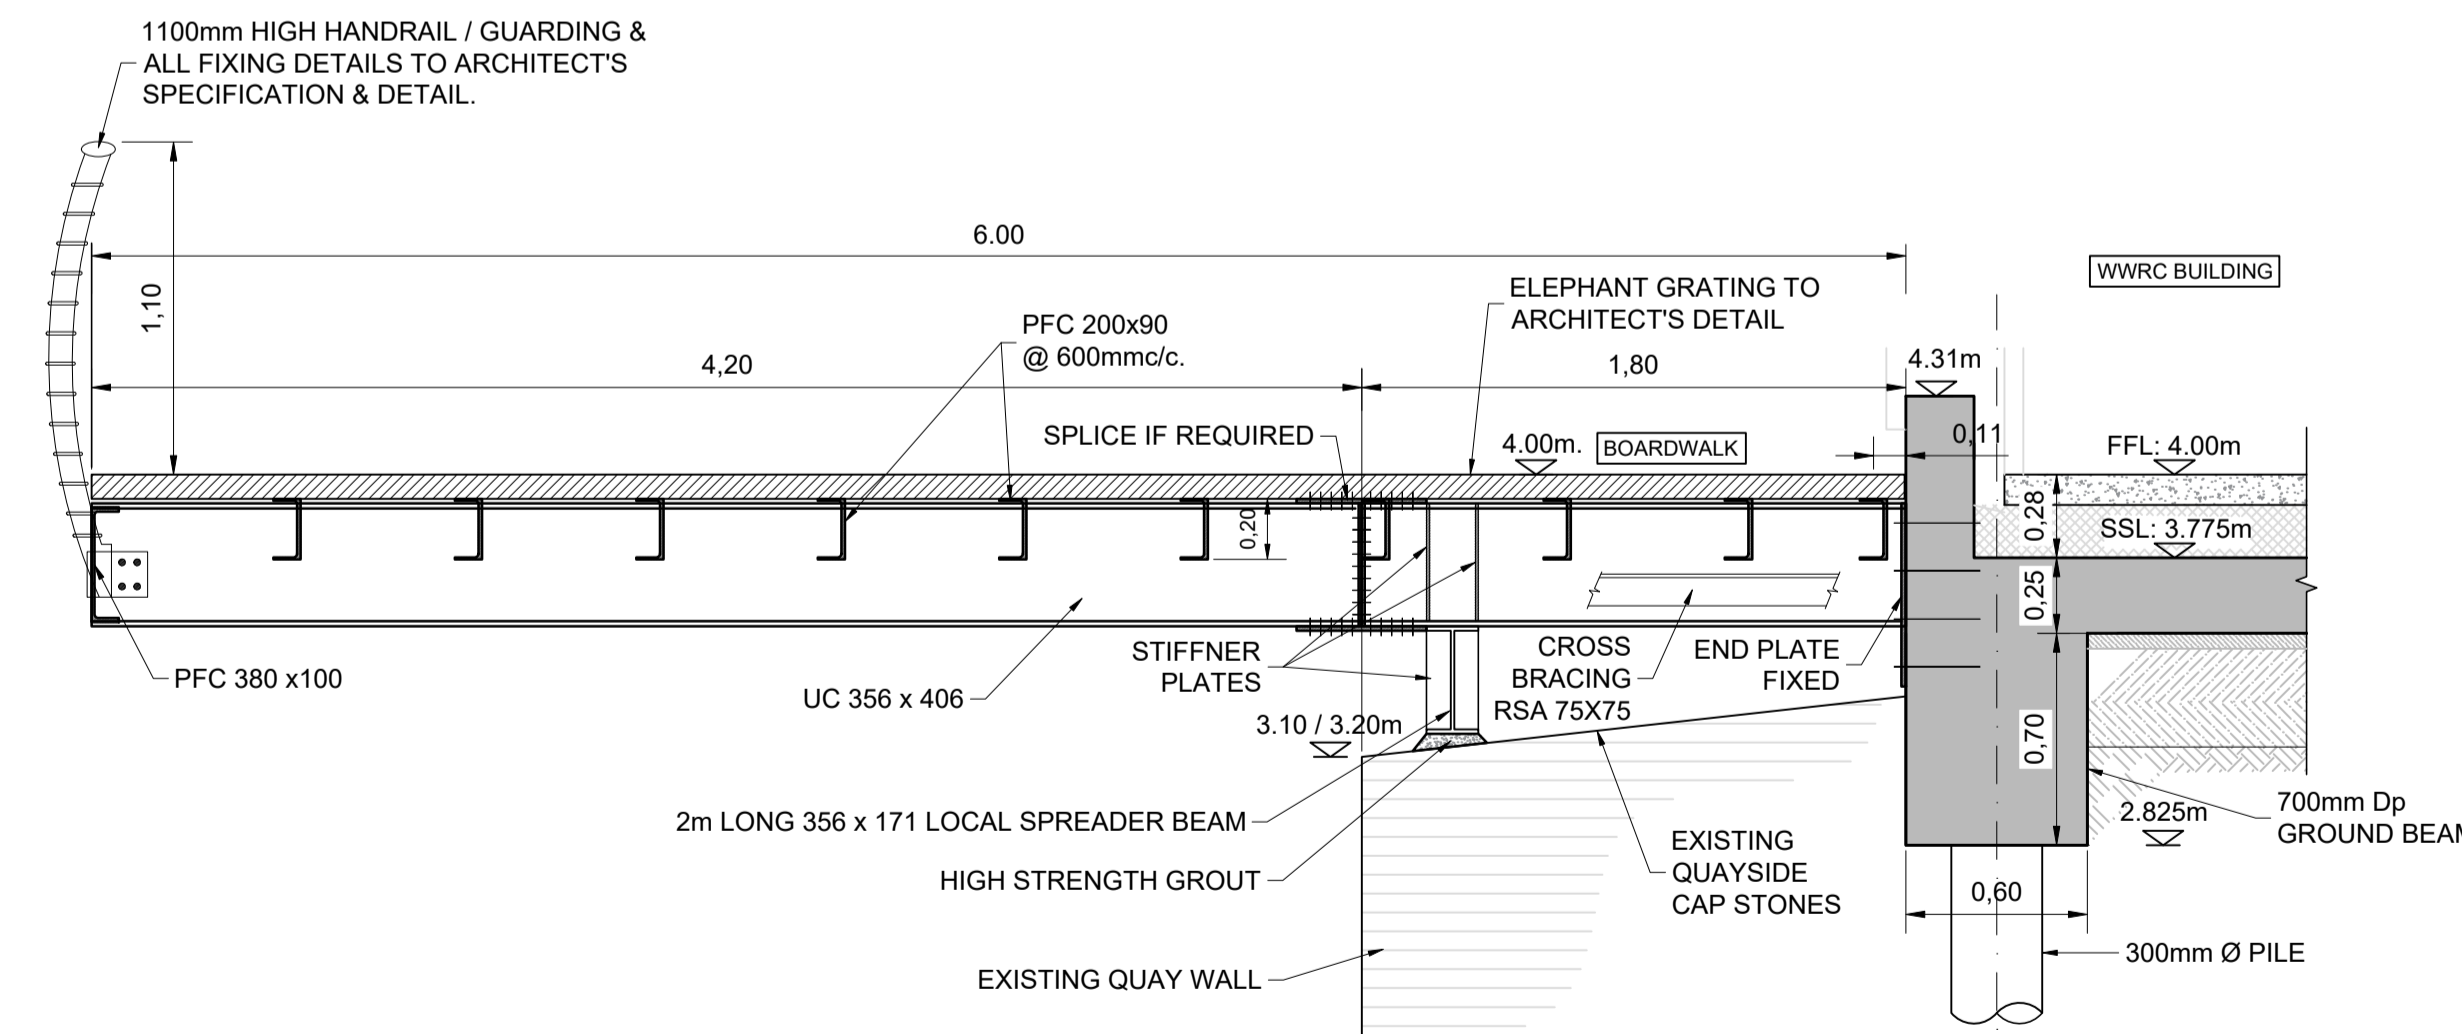 1100mm HIGH HANDRAIL / GUARDING &
ALL FIXING DETAILS TO ARCHITECT'S
SPECIFICATION & DETAIL.
6.00
WWRC BUILDING
1,10
ELEPHANT GRATING TO
ARCHITECT'S DETAIL
PFC 200x90
@ 600mmc/c.
4,20
1,80
4.31m
SPLICE IF REQUIRED
4.00m.
BOARDWALK
0,11
FFL: 4.00m
0,20
0,28
SSL: 3.775m
0,25
PFC 380 x100
UC 356 x 406
STIFFNER
PLATES
CROSS
BRACING
RSA 75X75
END PLATE
FIXED
3.10 / 3.20m
0,70
2m LONG 356 x 171 LOCAL SPREADER BEAM
HIGH STRENGTH GROUT
EXISTING QUAY WALL
EXISTING
QUAYSIDE
CAP STONES
2.825m
700mm Dp
GROUND BEAM
0,60
300mm Ø PILE